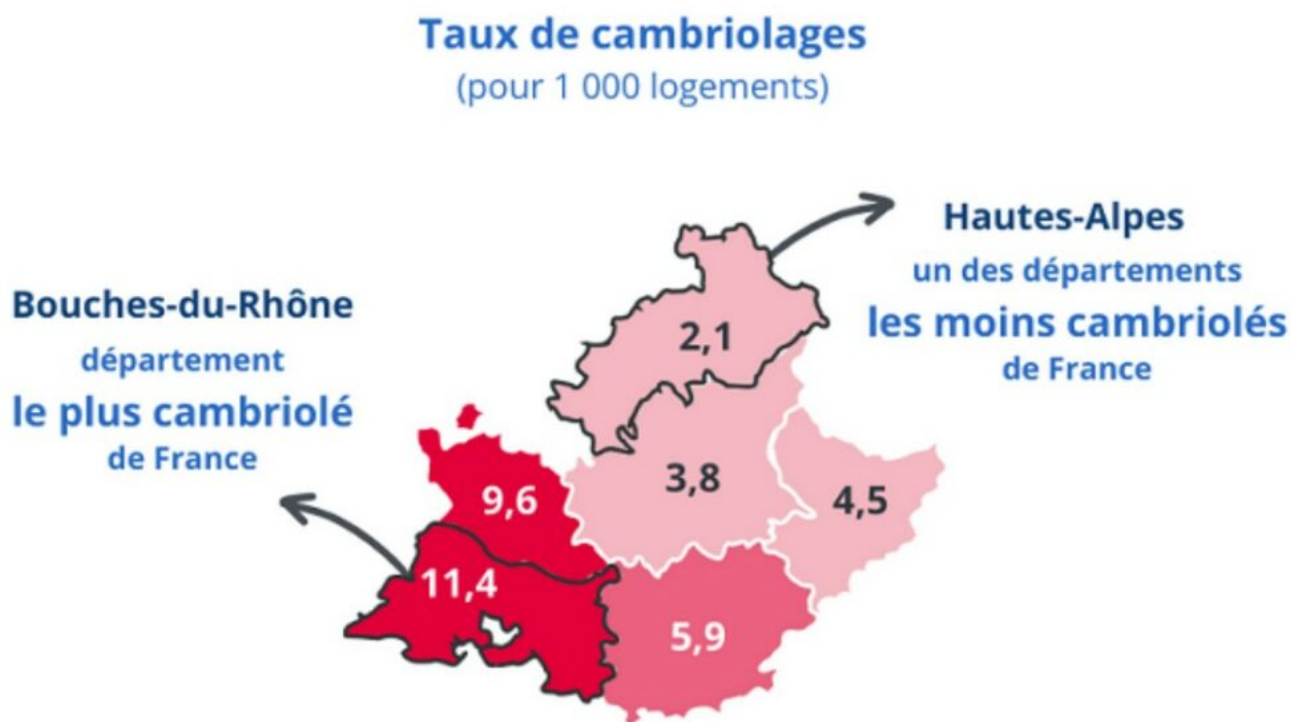 Taux de cambriolages
(pour 1 000 logements)
Hautes-Alpes
un des départements
les moins cambriolés
de France
Bouches-du-Rhône
département
le plus cambriolé
de France
2,1
3,8
4,5
9,6
11,4
5,9